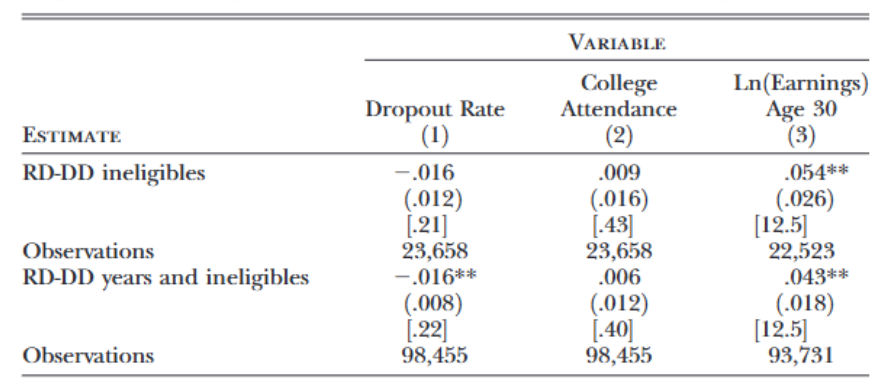 VARIABLE
College Ln(Earnings)
Dropout Rate Attendance Age 30
ESTIMATE (1) (2) (3)
RD-DD ineligibles −.016 .009 .054**
(.012) (.016) (.026)
[.21] [.43] [12.5]
Observations 23,658 23,658 22,523
RD-DD years and ineligibles −.016** .006 .043**
(.008) (.012) (.018)
[.22] [.40] [12.5]
Observations 98,455 98,455 93,731